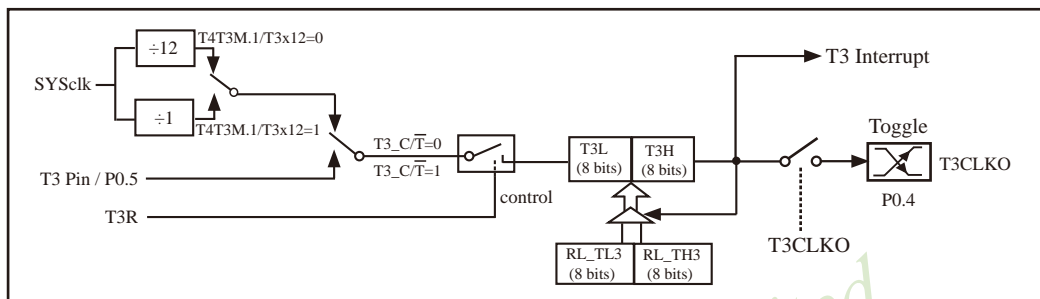 ÷12
T4T3M.1/T3x12=0
SYSclk
÷1
T4T3M.1/T3x12=1
T3 Pin / P0.5
T3R
T3_C/T̅=0
T3_C/T̅=1
control
T3L
(8 bits)
T3H
(8 bits)
RL_TL3
(8 bits)
RL_TH3
(8 bits)
T3 Interrupt
Toggle
T3CLKO
P0.4
T3CLKO